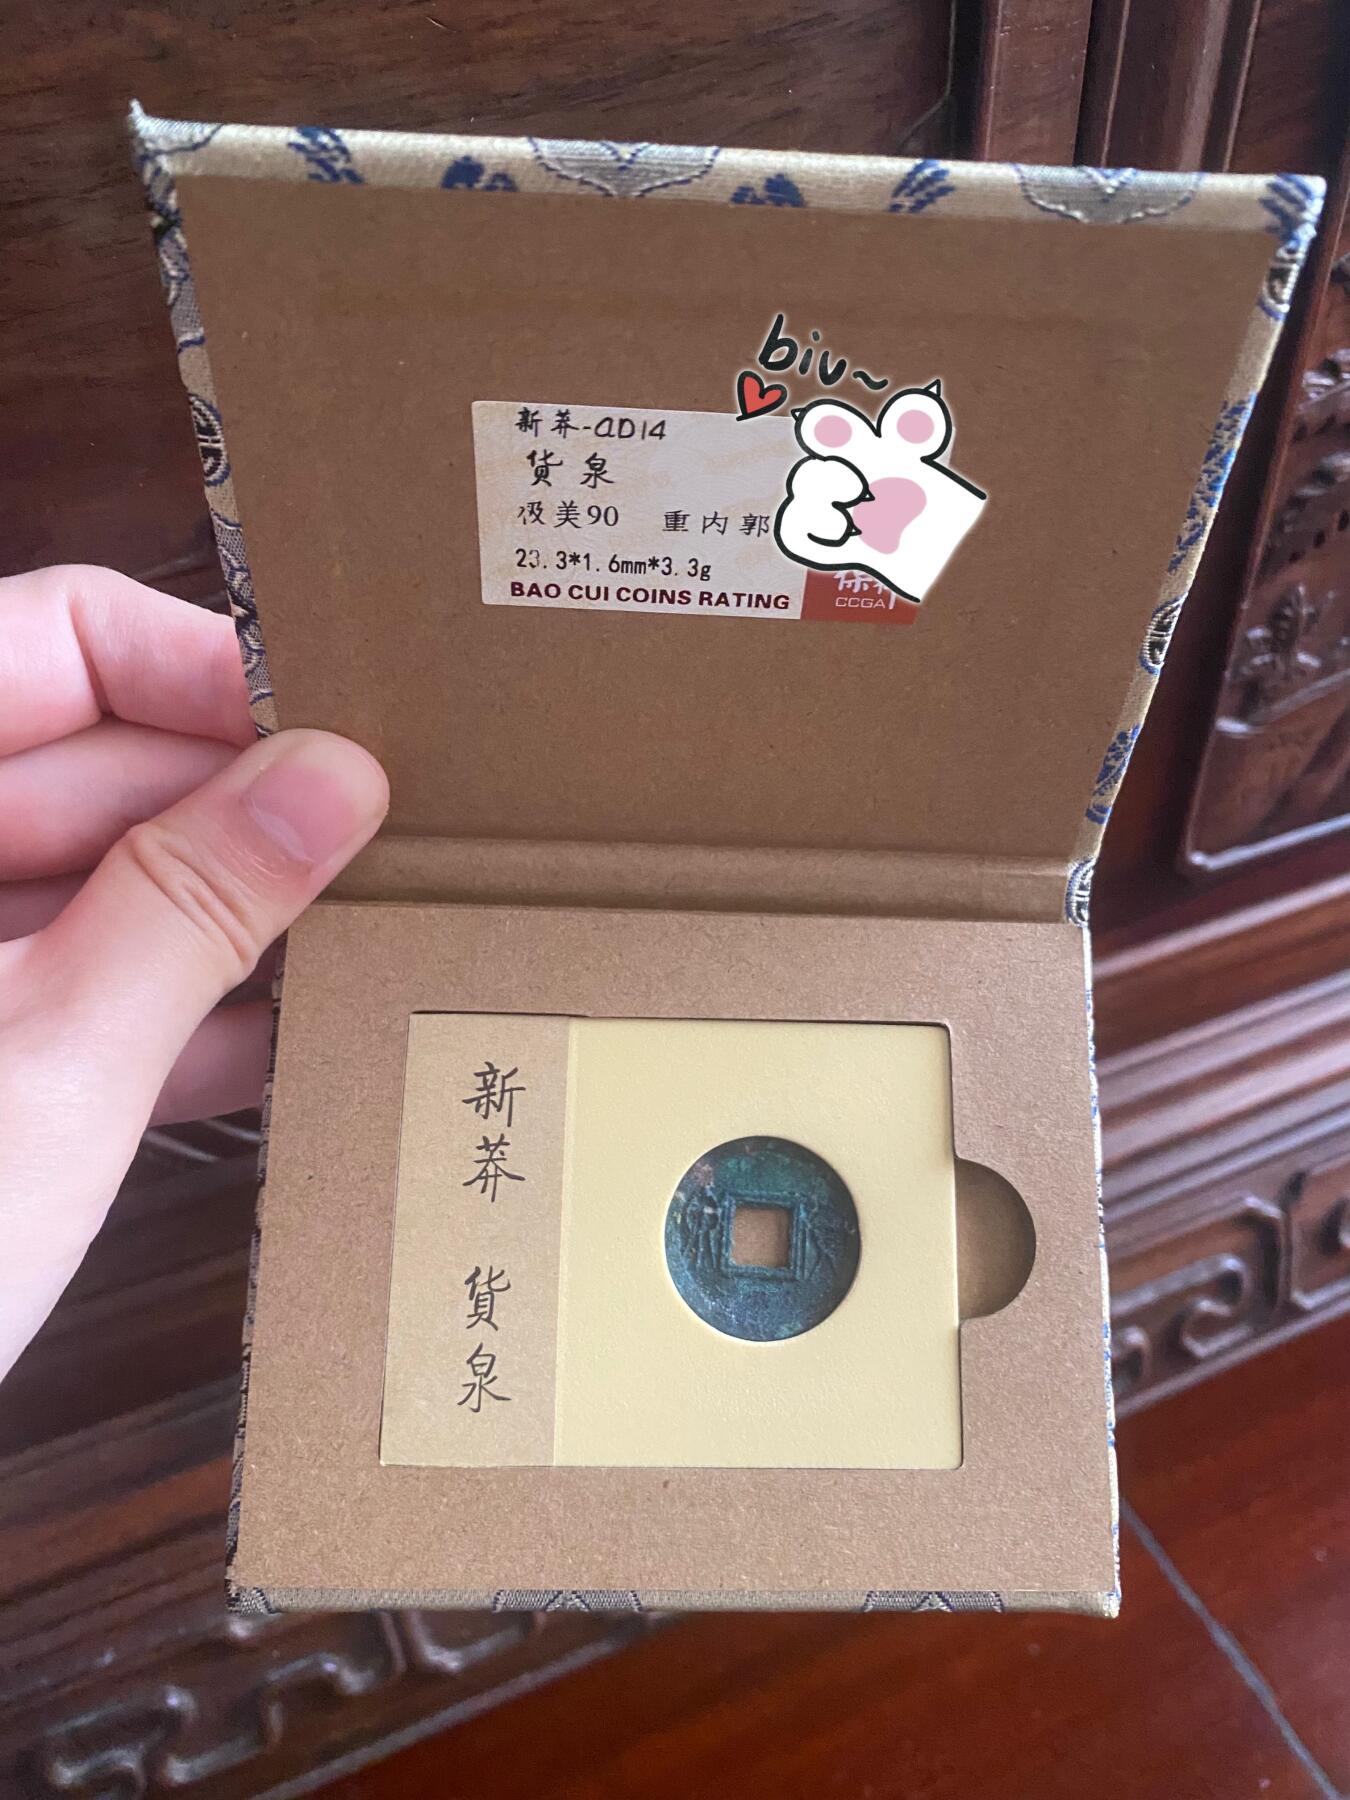 biu~
新莽-AD14
货泉
极美90 重内郭
23.3*1.6mm*3.3g
BAO CUI COINS RATING
CCGA
新莽 貨泉